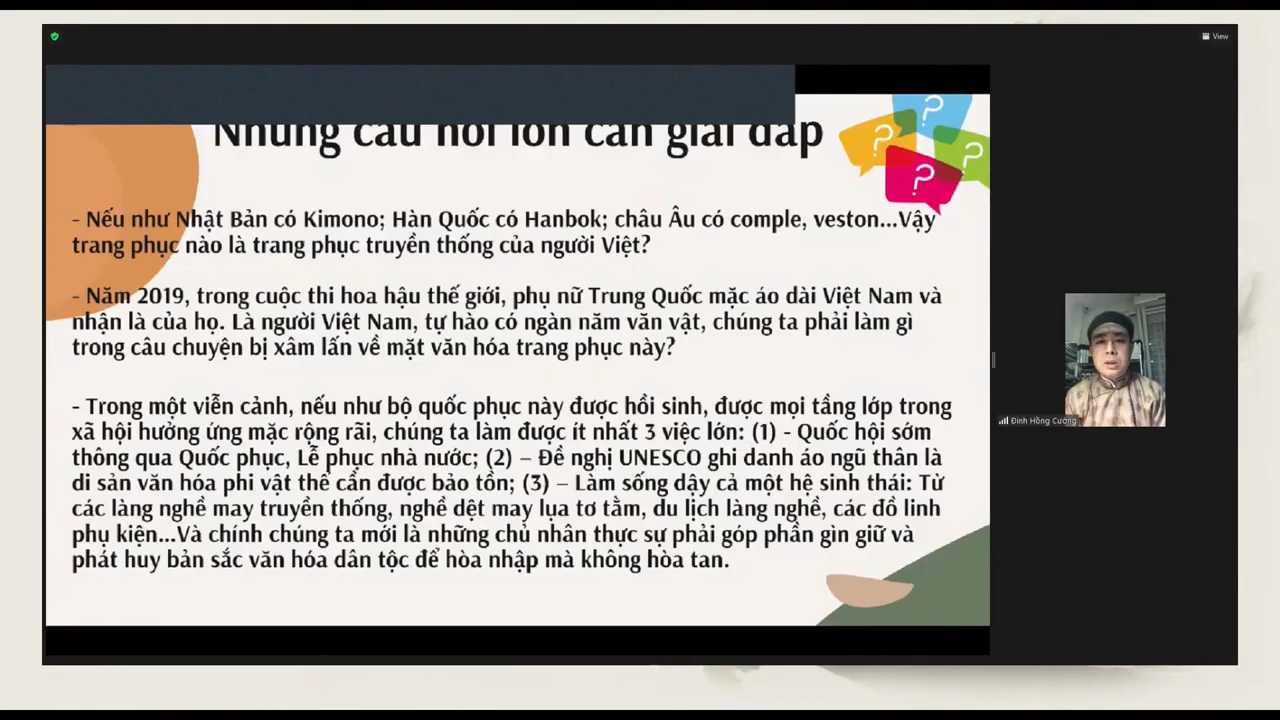 View
Những câu hỏi lớn cần giải đáp
- Nếu như Nhật Bản có Kimono; Hàn Quốc có Hanbok; châu Âu có comple, veston...Vậy
trang phục nào là trang phục truyền thống của người Việt?
- Năm 2019, trong cuộc thi hoa hậu thế giới, phụ nữ Trung Quốc mặc áo dài Việt Nam và
nhận là của họ. Là người Việt Nam, tự hào có ngàn năm văn vật, chúng ta phải làm gì
trong câu chuyện bị xâm lấn về mặt văn hóa trang phục này?
- Trong một viễn cảnh, nếu như bộ quốc phục này được hồi sinh, được mọi tầng lớp trong
xã hội hưởng ứng mặc rộng rãi, chúng ta làm được ít nhất 3 việc lớn: (1) - Quốc hội sớm
thông qua Quốc phục, Lễ phục nhà nước; (2) – Đề nghị UNESCO ghi danh áo ngũ thân là
di sản văn hóa phi vật thể cần được bảo tồn; (3) – Làm sống dậy cả một hệ sinh thái: Từ
các làng nghề may truyền thống, nghề dệt may lụa tơ tằm, du lịch làng nghề, các đồ linh
phụ kiện...Và chính chúng ta mới là những chủ nhân thực sự phải góp phần gìn giữ và
phát huy bản sắc văn hóa dân tộc để hòa nhập mà không hòa tan.
Đinh Hồng Cường